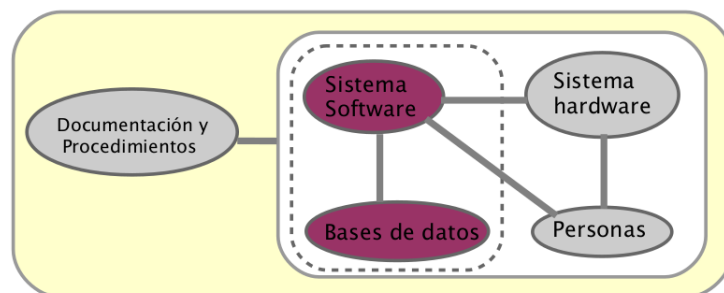 Documentación y
Procedimientos
Sistema
Software
Sistema
hardware
Bases de datos
Personas